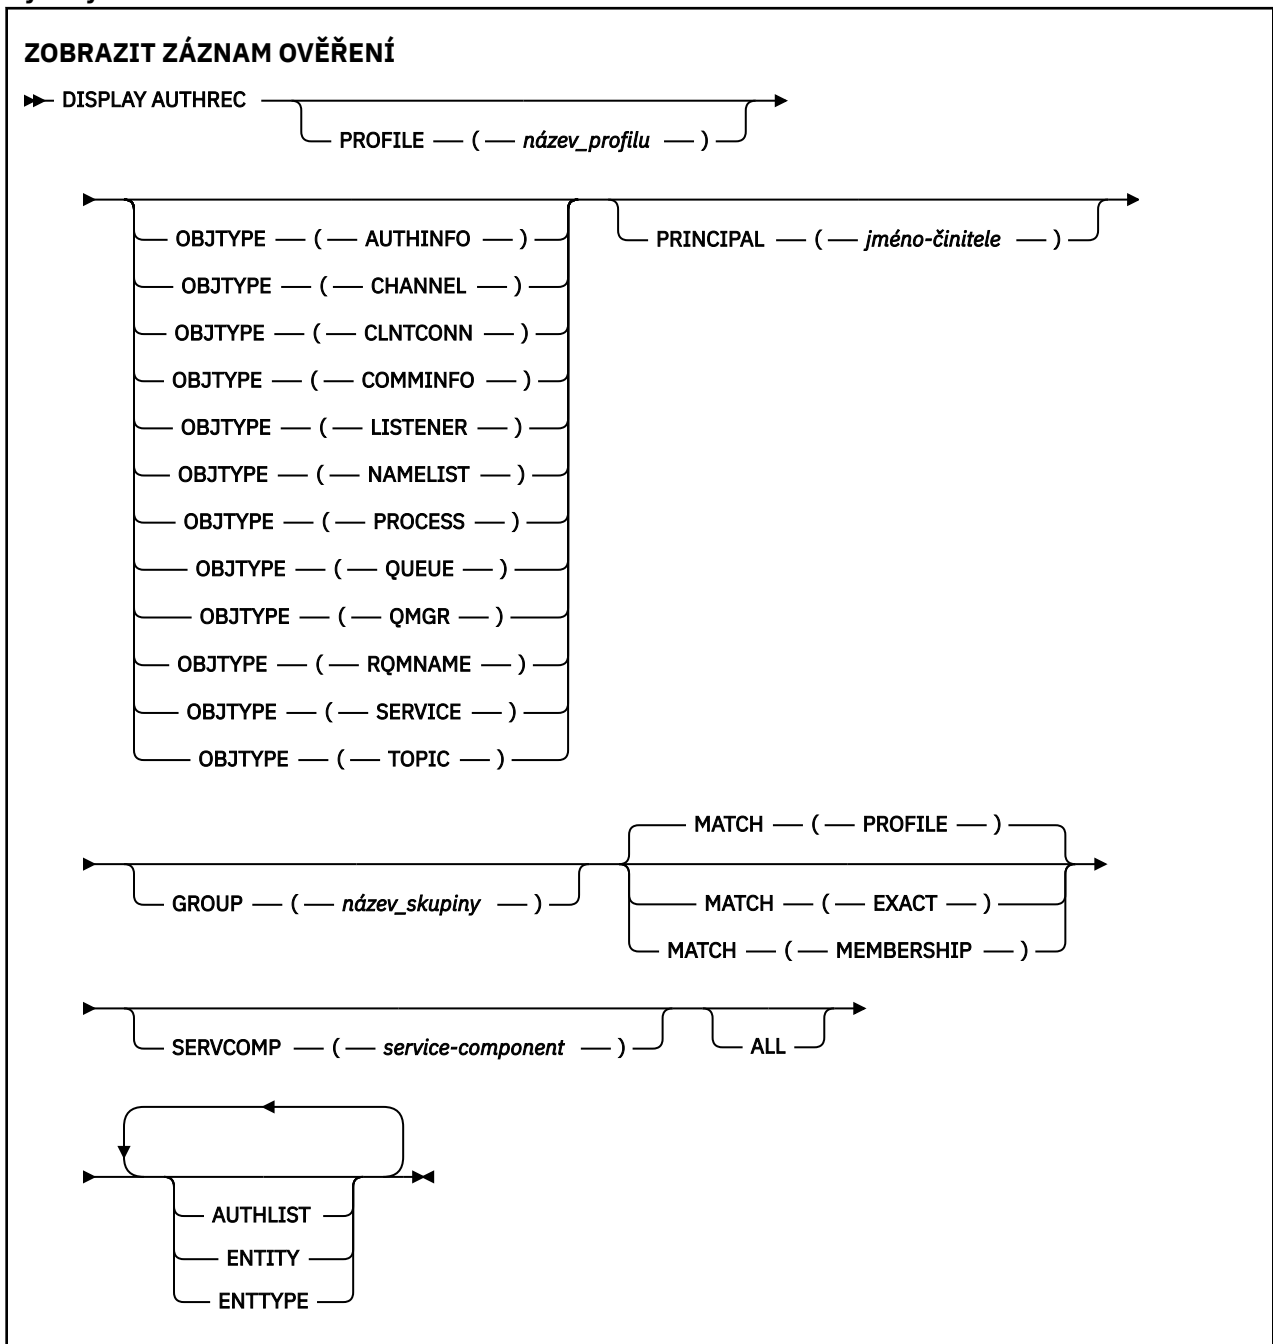 ZOBRAZIT ZÁZNAM OVĚŘENÍ
DISPLAY AUTHREC
PROFILE ( název_profilu )
OBJTYPE ( AUTHINFO ) PRINCIPAL ( jméno-činitele )
OBJTYPE ( CHANNEL )
OBJTYPE ( CLNTCONN )
OBJTYPE ( COMMINFO )
OBJTYPE ( LISTENER )
OBJTYPE ( NAMELIST )
OBJTYPE ( PROCESS )
OBJTYPE ( QUEUE )
OBJTYPE ( QMGR )
OBJTYPE ( RQMNAME )
OBJTYPE ( SERVICE )
OBJTYPE ( TOPIC )
MATCH ( PROFILE )
GROUP ( název_skupiny ) MATCH ( EXACT )
MATCH ( MEMBERSHIP )
SERVCOMP ( service-component ) ALL
AUTHLIST
ENTITY
ENTTYPE